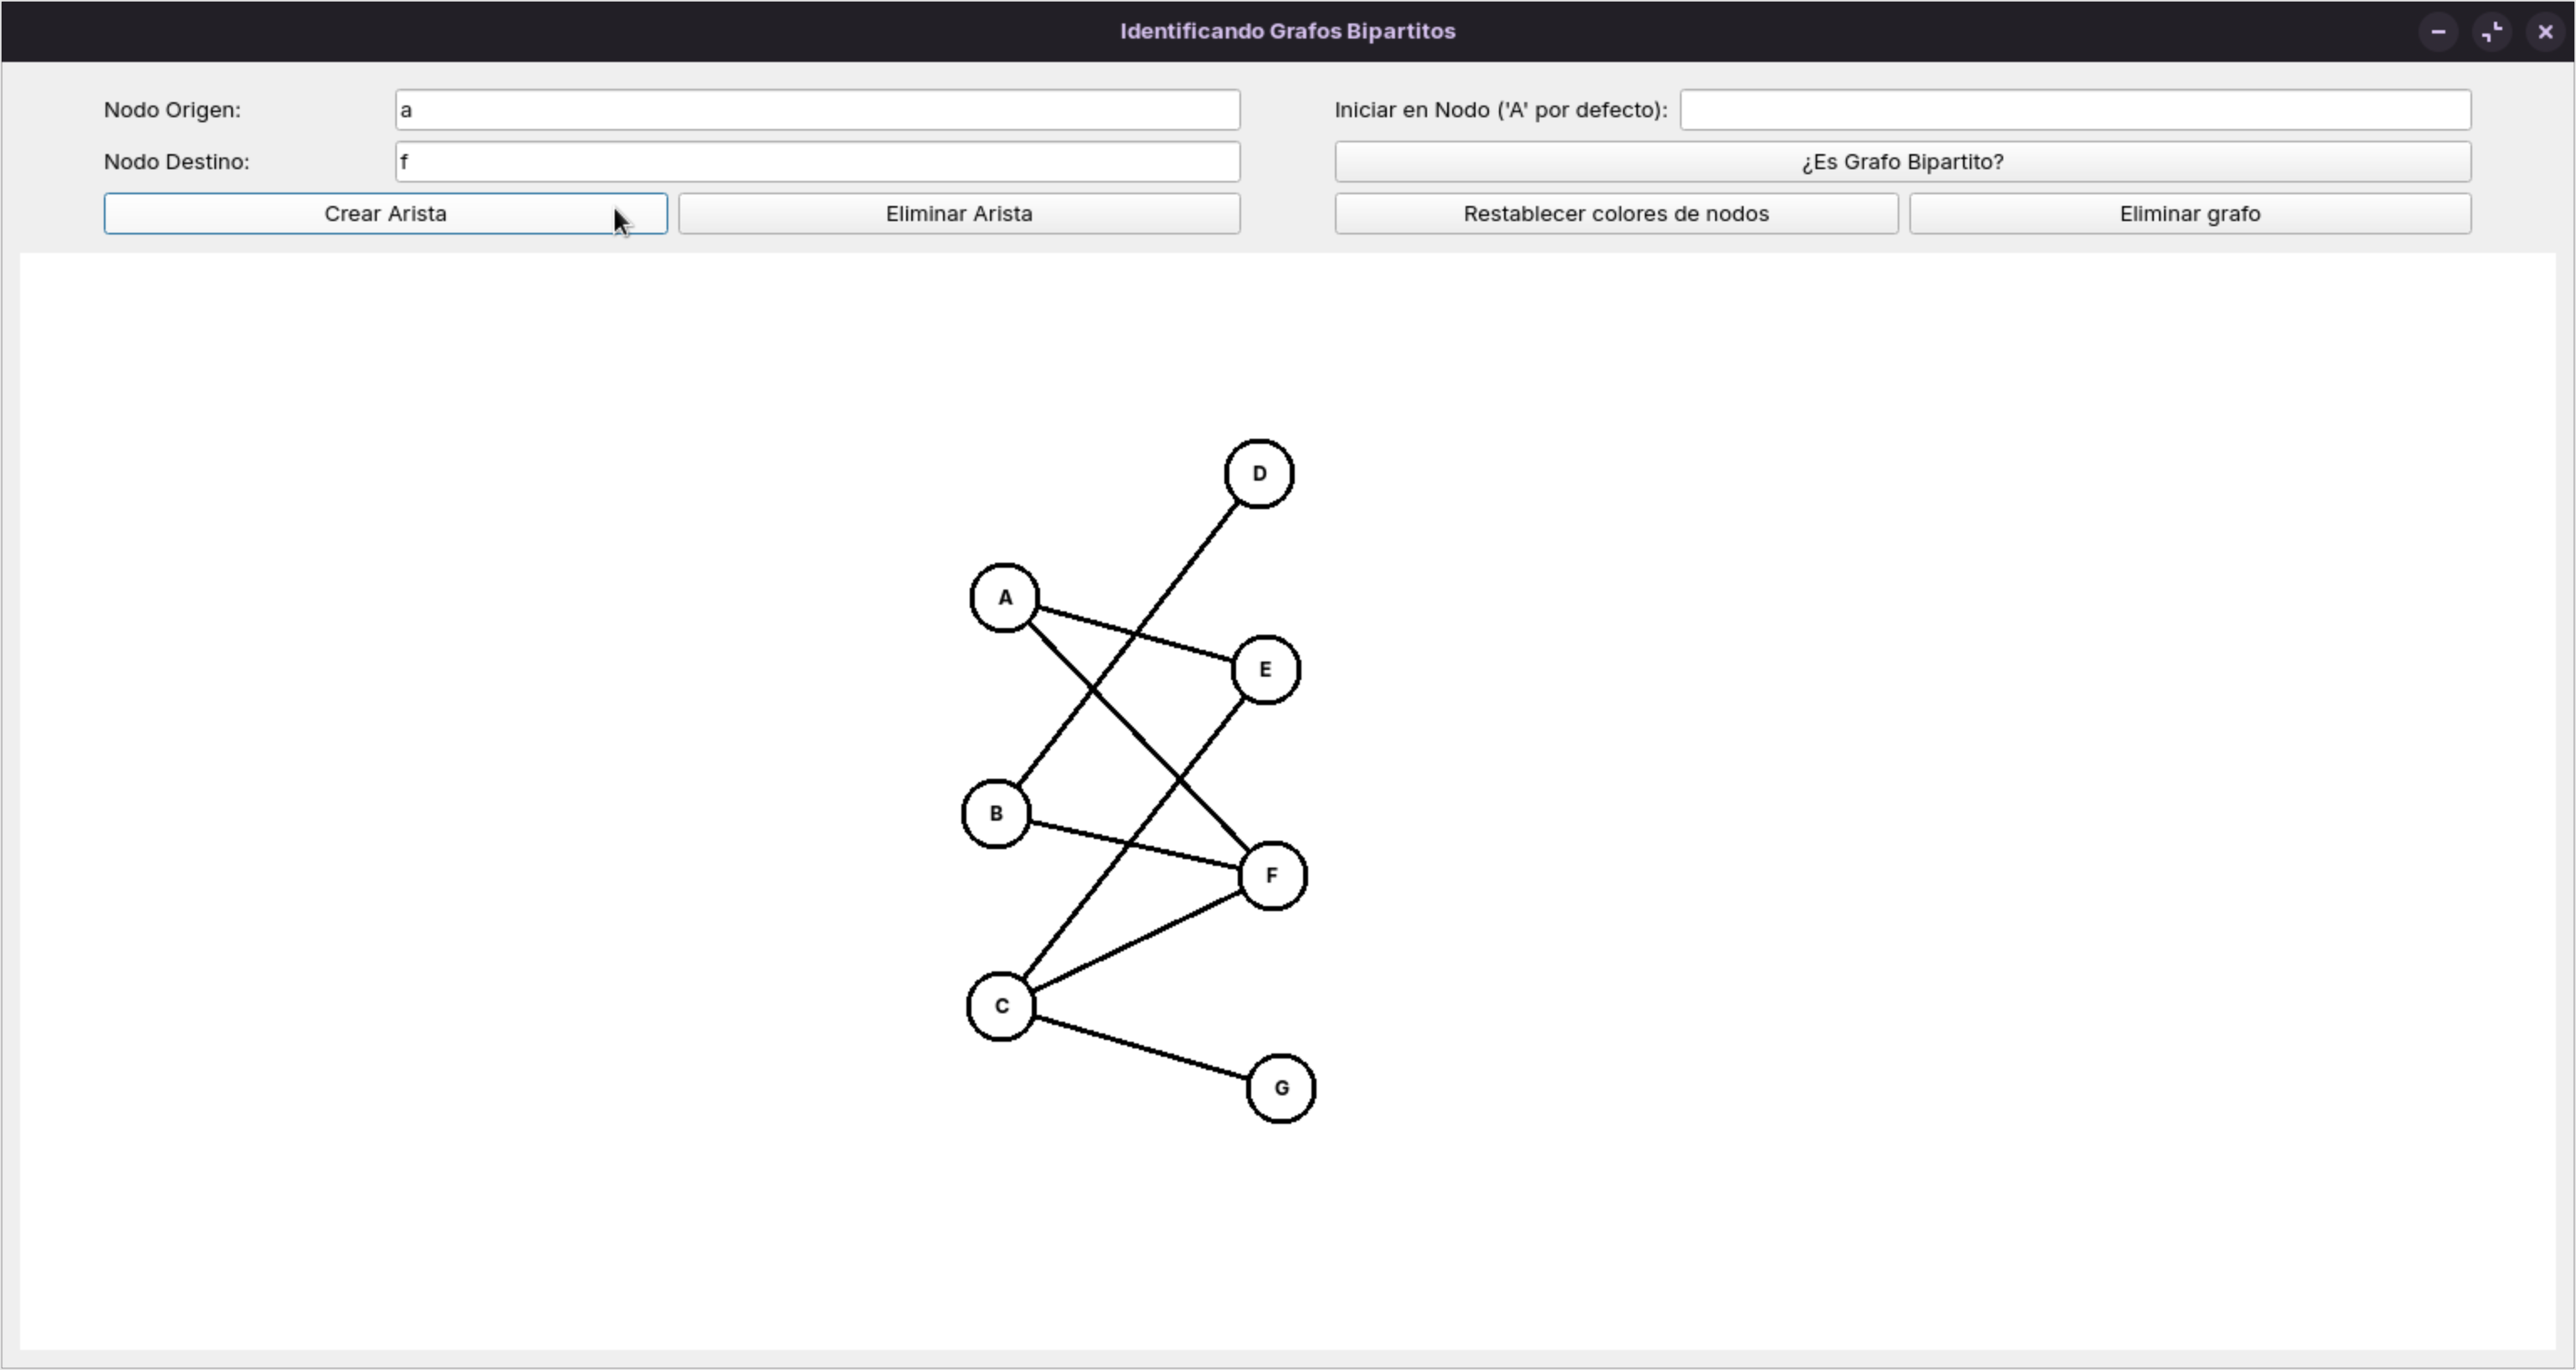 Identificando Grafos Bipartitos
Nodo Origen: a
Iniciar en Nodo ('A' por defecto):
Nodo Destino: f
¿Es Grafo Bipartito?
Crear Arista
Eliminar Arista
Restablecer colores de nodos
Eliminar grafo
D
A
E
B
F
C
G